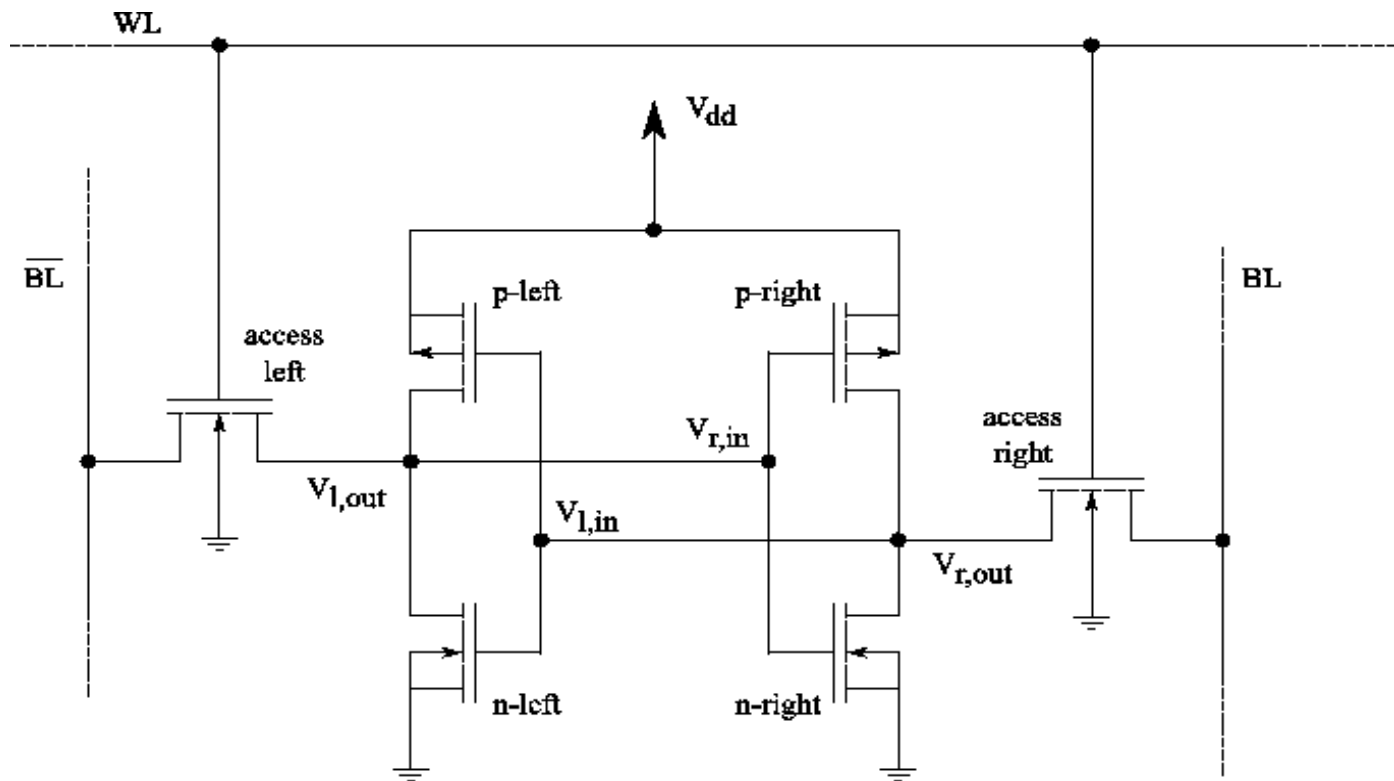 WL
V_dd
BL
p-left
p-right
BL
access
left
access
right
V_r,in
V_l,out
V_l,in
V_r,out
n-left
n-right